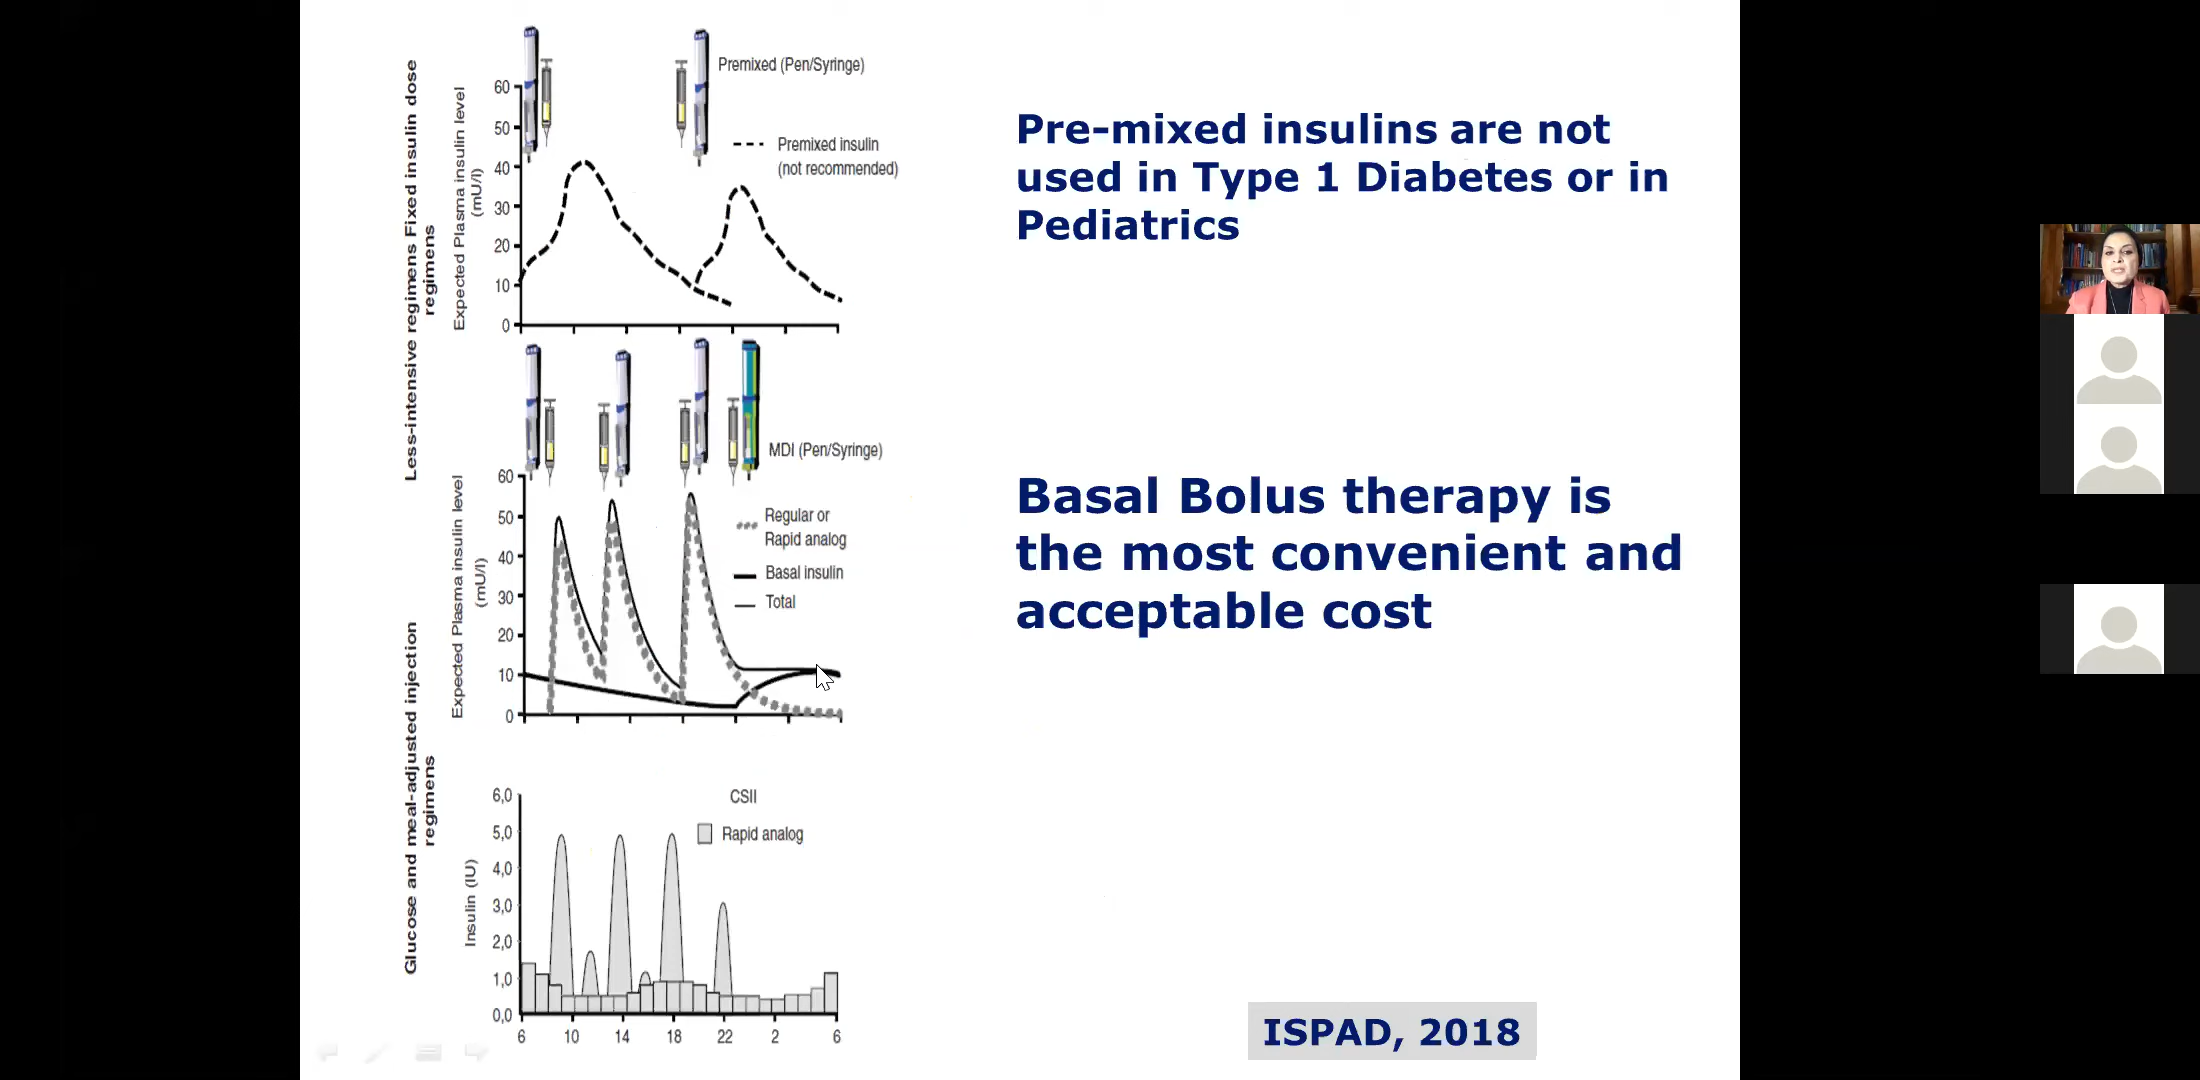 Less-intensive regimens Fixed insulin dose
regimens
Expected Plasma insulin level
(mU/l)
60
50
40
30
20
10
0
Premixed (Pen/Syringe)
Premixed insulin
(not recommended)
Pre-mixed insulins are not
used in Type 1 Diabetes or in
Pediatrics
Glucose and meal-adjusted injection
regimens
Expected Plasma insulin level
(mU/l)
60
50
40
30
20
10
0
MDI (Pen/Syringe)
Regular or
Rapid analog
Basal insulin
Total
Basal Bolus therapy is
the most convenient and
acceptable cost
Insulin (IU)
6,0
5,0
4,0
3,0
2,0
1,0
0,0
CSII
Rapid analog
6 10 14 18 22 2 6
ISPAD, 2018